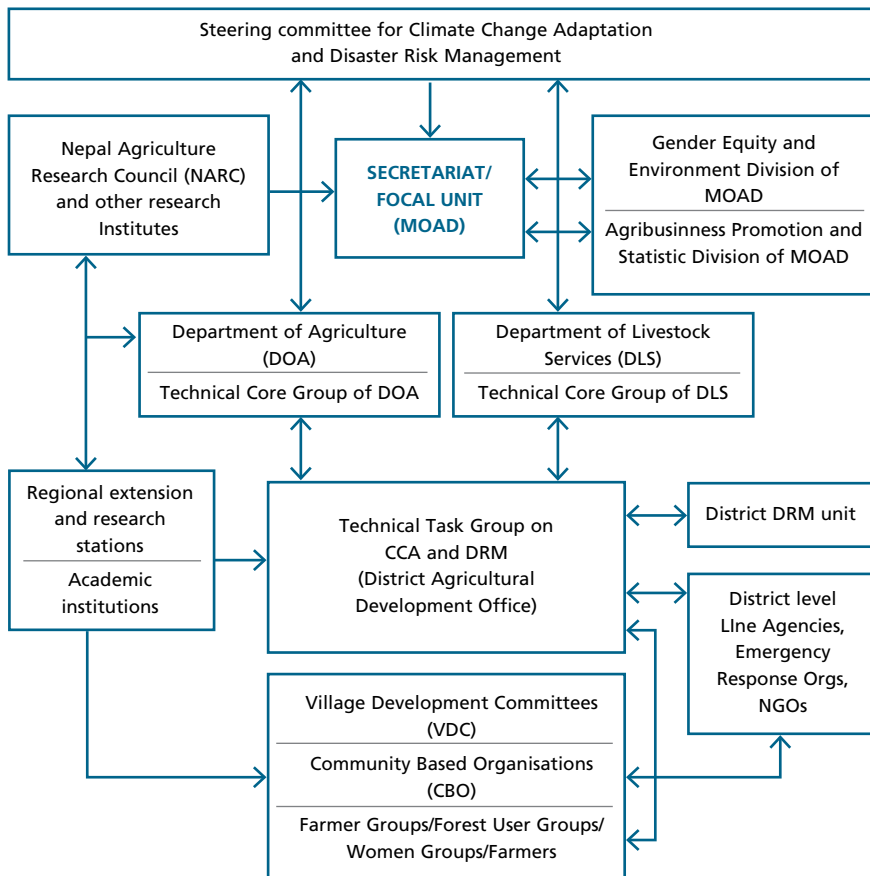 Steering committee for Climate Change Adaptation
and Disaster Risk Management
Nepal Agriculture
Research Council (NARC)
and other research
Institutes
SECRETARIAT/
FOCAL UNIT
(MOAD)
Gender Equity and
Environment Division of
MOAD
Agribusinness Promotion and
Statistic Division of MOAD
Department of Agriculture
(DOA)
Technical Core Group of DOA
Department of Livestock
Services (DLS)
Technical Core Group of DLS
Regional extension
and research
stations
Academic
institutions
Technical Task Group on
CCA and DRM
(District Agricultural
Development Office)
District DRM unit
District level
LIne Agencies,
Emergency
Response Orgs,
NGOs
Village Development Committees
(VDC)
Community Based Organisations
(CBO)
Farmer Groups/Forest User Groups/
Women Groups/Farmers